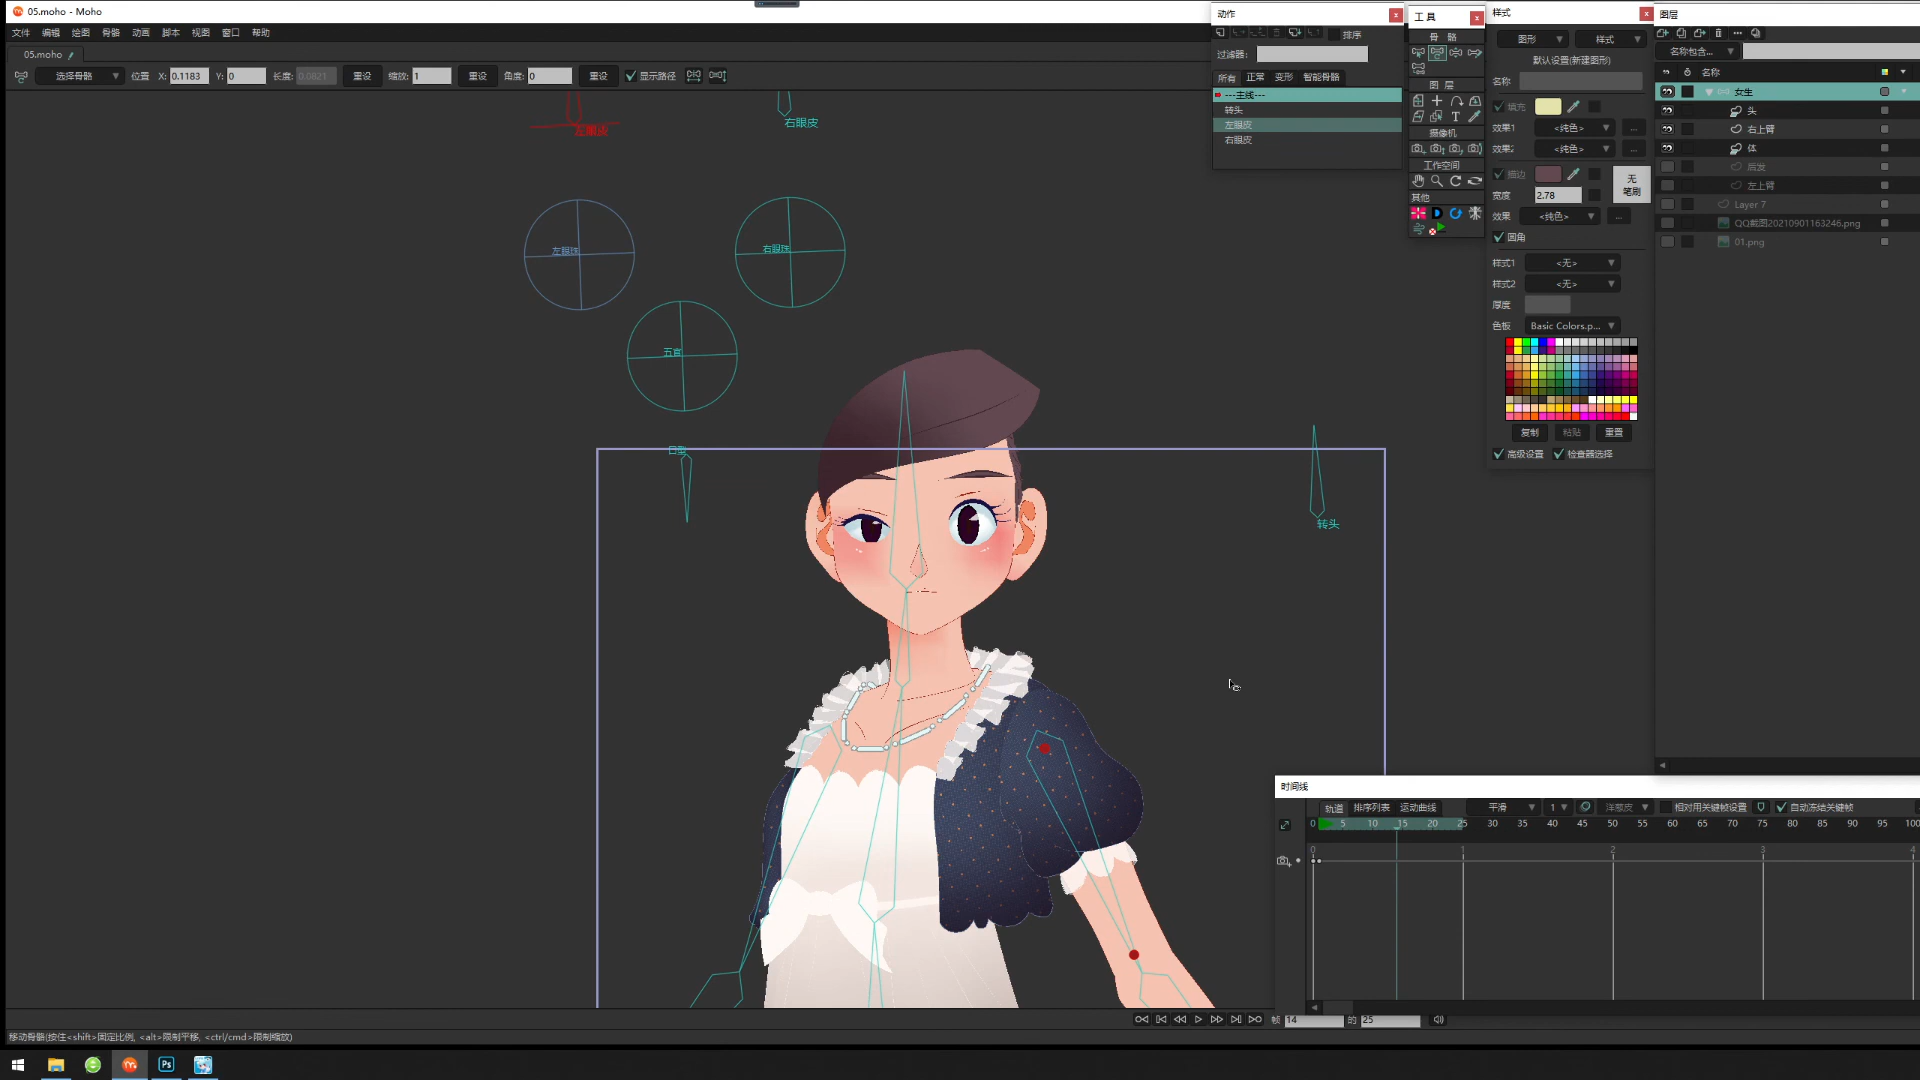 05.moho - Moho
文件 编辑 绘图 骨骼 动画 脚本 视图 窗口 帮助
05.moho
选择骨骼 位置 X: 0.1183 Y: 0 长度: 0.0821 重设 缩放: 1 重设 角度: 0 重设 显示路径
左眼皮
右眼皮
左眼珠
右眼珠
五官
口型
转头
动作
排序
过滤器:
所有 正常 变形 智能骨骼
---主线---
转头
左眼皮
右眼皮
工具
骨 骼
图 层
摄像机
工作空间
其他
样式
图形 样式
默认设置(新建图形)
名称
填充
效果1 <纯色> ...
效果2 <纯色> ...
描边
无
笔刷
宽度 2.78
效果 <纯色> ...
圆角
样式1 <无>
样式2 <无>
厚度
色板 Basic Colors.p...
复制 粘贴 重置
高级设置 检查器选择
图层
名称包含...
名称
女生
头
右上臂
体
后发
左上臂
Layer 7
QQ截图20210901163246.png
01.png
时间线
轨道 排序列表 运动曲线 平滑 1 洋葱皮 相对用关键帧设置 自动冻结关键帧
0 5 10 15 20 25 30 35 40 45 50 55 60 65 70 75 80 85 90 95 100
0 1 2 3 4
帧 14 的 25
移动骨骼(按住<shift>固定比例, <alt>限制平移, <ctrl/cmd>限制缩放)
Ps